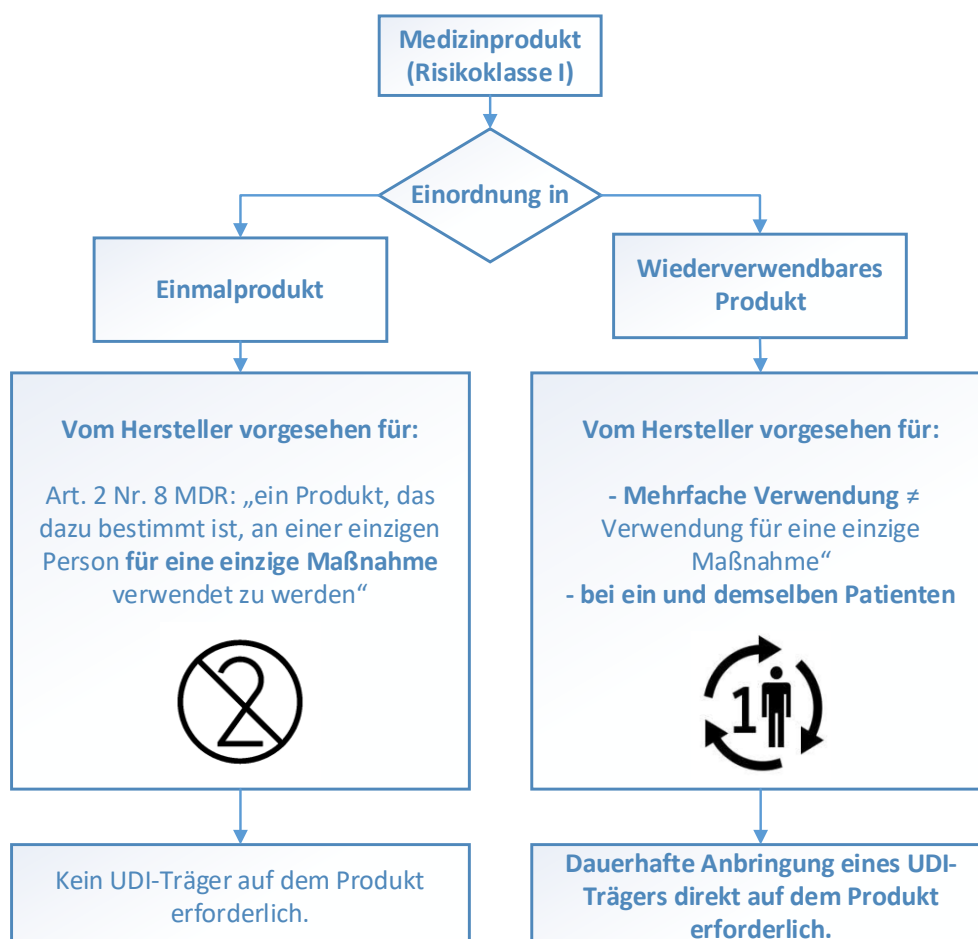 Medizinprodukt
(Risikoklasse I)
Einordnung in
Einmalprodukt
Wiederverwendbares
Produkt
Vom Hersteller vorgesehen für:
Art. 2 Nr. 8 MDR: „ein Produkt, das
dazu bestimmt ist, an einer einzigen
Person für eine einzige Maßnahme
verwendet zu werden“
2
Vom Hersteller vorgesehen für:
- Mehrfache Verwendung ≠
Verwendung für eine einzige
Maßnahme“
- bei ein und demselben Patienten
1
Kein UDI-Träger auf dem Produkt
erforderlich.
Dauerhafte Anbringung eines UDI-
Trägers direkt auf dem Produkt
erforderlich.